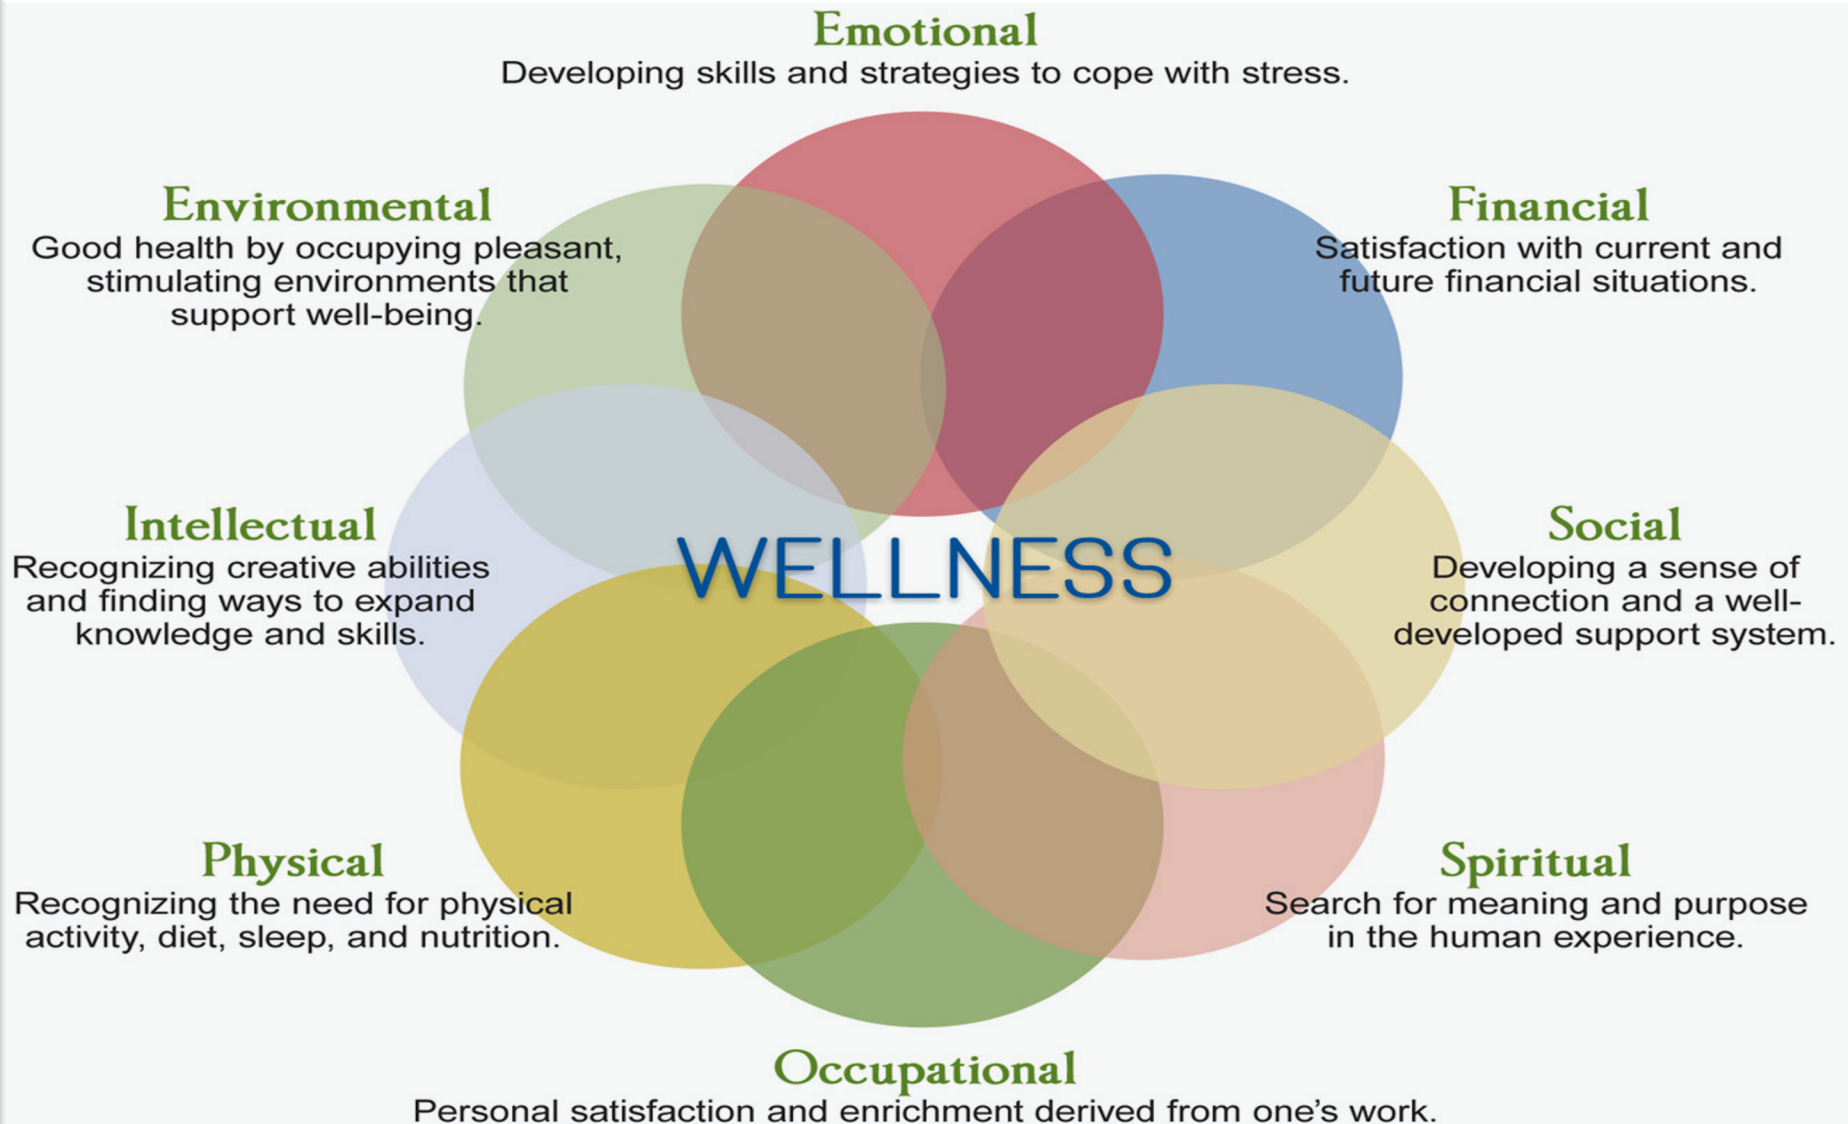 Emotional
Developing skills and strategies to cope with stress.
Environmental
Good health by occupying pleasant,
stimulating environments that
support well-being.
Financial
Satisfaction with current and
future financial situations.
Intellectual
Recognizing creative abilities
and finding ways to expand
knowledge and skills.
WELLNESS
Social
Developing a sense of
connection and a well-
developed support system.
Physical
Recognizing the need for physical
activity, diet, sleep, and nutrition.
Spiritual
Search for meaning and purpose
in the human experience.
Occupational
Personal satisfaction and enrichment derived from one’s work.